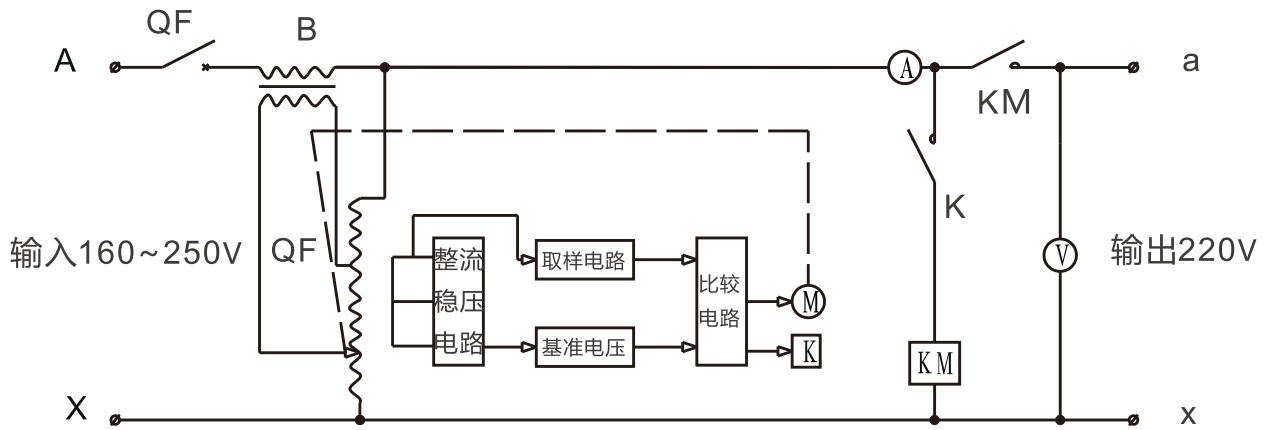 QF
B
A
A
a
KM
K
输入160~250V
QF
整流
稳压
电路
取样电路
基准电压
比较
电路
M
K
V
输出220V
KM
X
x